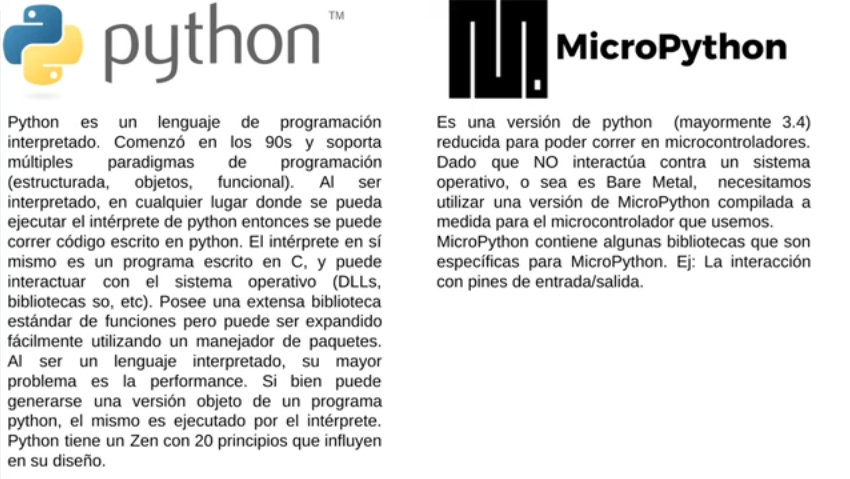 python™
Python es un lenguaje de programación
interpretado. Comenzó en los 90s y soporta
múltiples paradigmas de programación
(estructurada, objetos, funcional). Al ser
interpretado, en cualquier lugar donde se pueda
ejecutar el intérprete de python entonces se puede
correr código escrito en python. El intérprete en sí
mismo es un programa escrito en C, y puede
interactuar con el sistema operativo (DLLs,
bibliotecas so, etc). Posee una extensa biblioteca
estándar de funciones pero puede ser expandido
fácilmente utilizando un manejador de paquetes.
Al ser un lenguaje interpretado, su mayor
problema es la performance. Si bien puede
generarse una versión objeto de un programa
python, el mismo es ejecutado por el intérprete.
Python tiene un Zen con 20 principios que influyen
en su diseño.
MicroPython
Es una versión de python (mayormente 3.4)
reducida para poder correr en microcontroladores.
Dado que NO interactúa contra un sistema
operativo, o sea es Bare Metal, necesitamos
utilizar una versión de MicroPython compilada a
medida para el microcontrolador que usemos.
MicroPython contiene algunas bibliotecas que son
específicas para MicroPython. Ej: La interacción
con pines de entrada/salida.